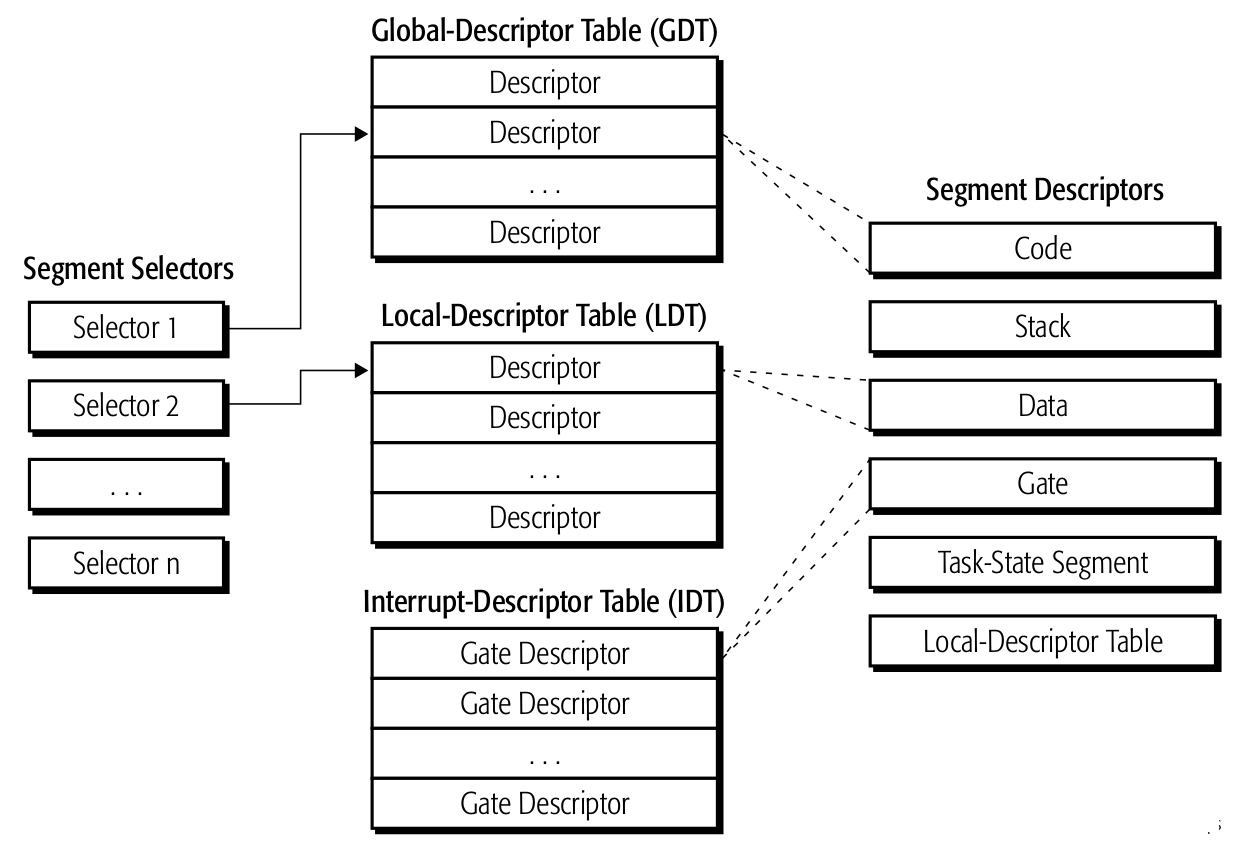 Global-Descriptor Table (GDT)
Descriptor
Descriptor
. . .
Descriptor
Segment Selectors
Selector 1
Selector 2
. . .
Selector n
Local-Descriptor Table (LDT)
Descriptor
Descriptor
. . .
Descriptor
Interrupt-Descriptor Table (IDT)
Gate Descriptor
Gate Descriptor
. . .
Gate Descriptor
Segment Descriptors
Code
Stack
Data
Gate
Task-State Segment
Local-Descriptor Table